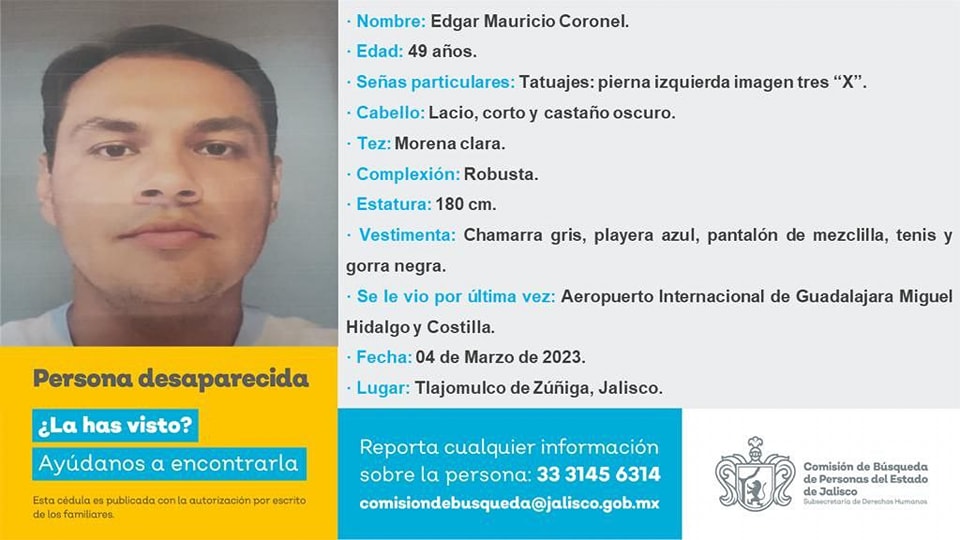 · Nombre: Edgar Mauricio Coronel.
· Edad: 49 años.
· Señas particulares: Tatuajes: pierna izquierda imagen tres “X”.
· Cabello: Lacio, corto y castaño oscuro.
· Tez: Morena clara.
· Complexión: Robusta.
· Estatura: 180 cm.
· Vestimenta: Chamarra gris, playera azul, pantalón de mezclilla, tenis y
gorra negra.
· Se le vio por última vez: Aeropuerto Internacional de Guadalajara Miguel
Hidalgo y Costilla.
· Fecha: 04 de Marzo de 2023.
· Lugar: Tlajomulco de Zúñiga, Jalisco.
Persona desaparecida
¿La has visto?
Ayúdanos a encontrarla
Esta cédula es publicada con la autorización por escrito
de los familiares.
Reporta cualquier información
sobre la persona: 33 3145 6314
comisiondebusqueda@jalisco.gob.mx
Comisión de Búsqueda
de Personas del Estado
de Jalisco
Subsecretaría de Derechos Humanos